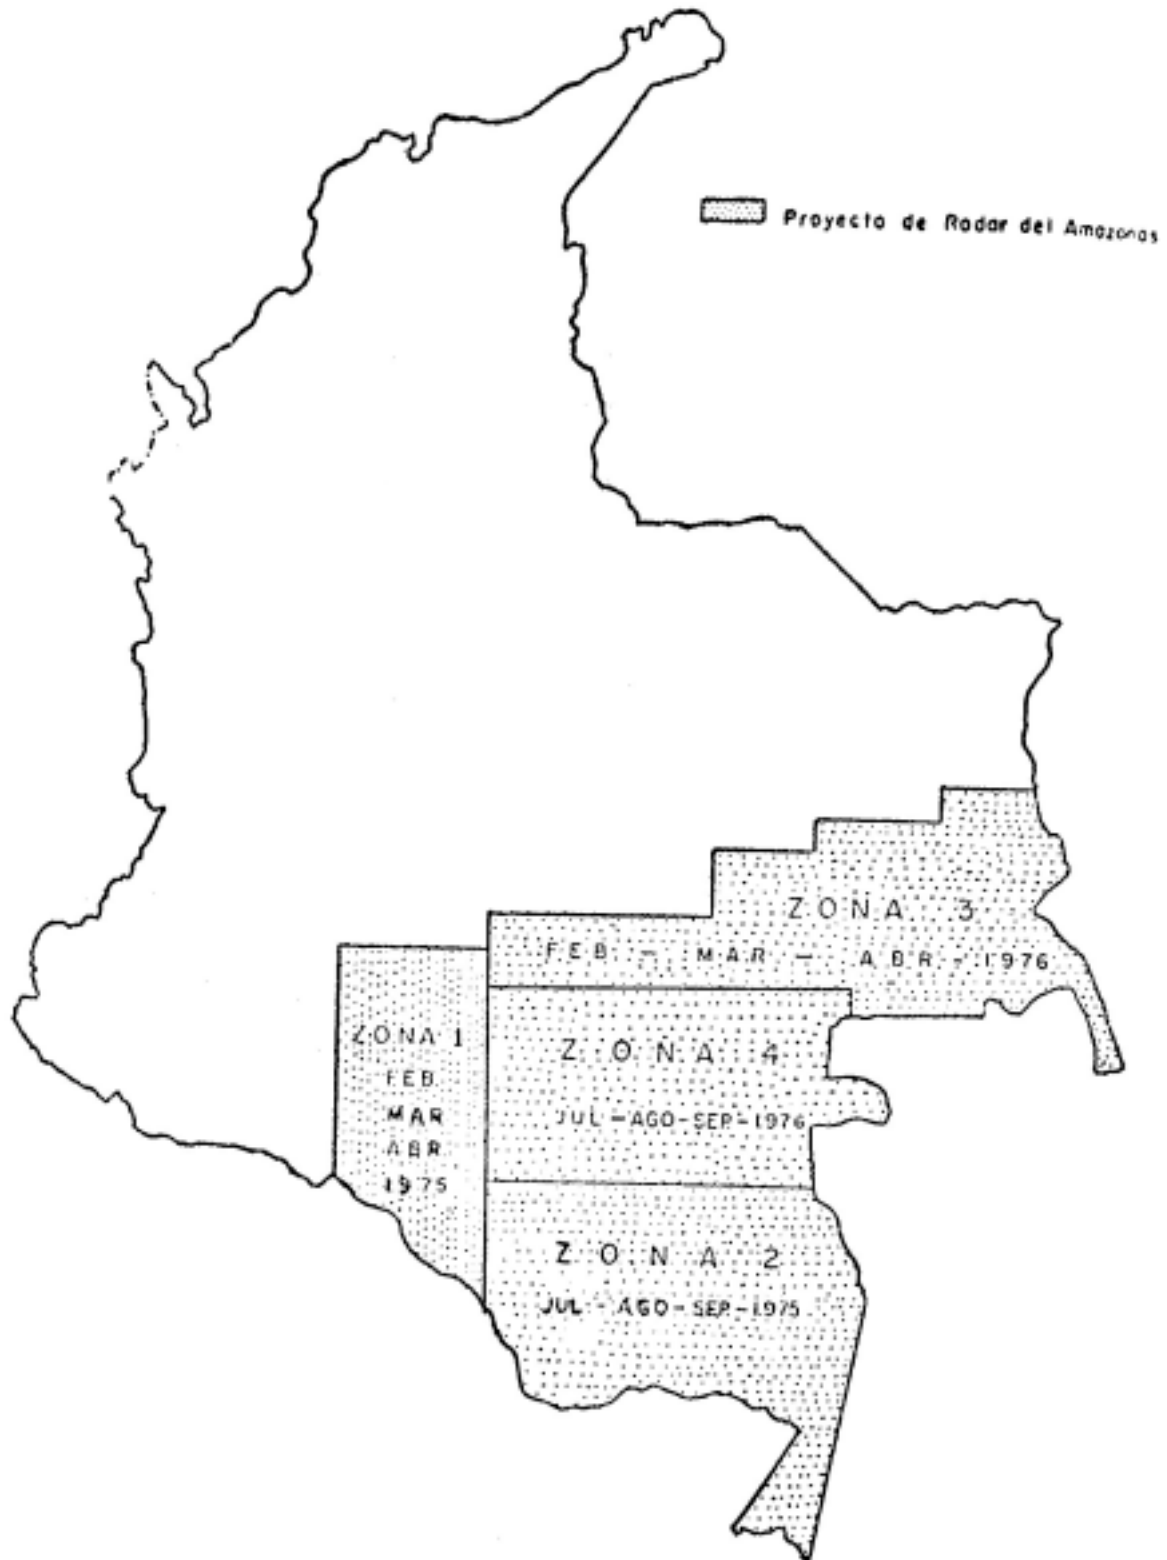 Proyecto de Radar del Amazonas
ZONA 3
FEB - MAR - ABR - 1976
ZONA 1
FEB.
MAR
ABR
1975
ZONA 4
JUL - AGO - SEP. - 1976
ZONA 2
JUL - AGO - SEP. - 1975